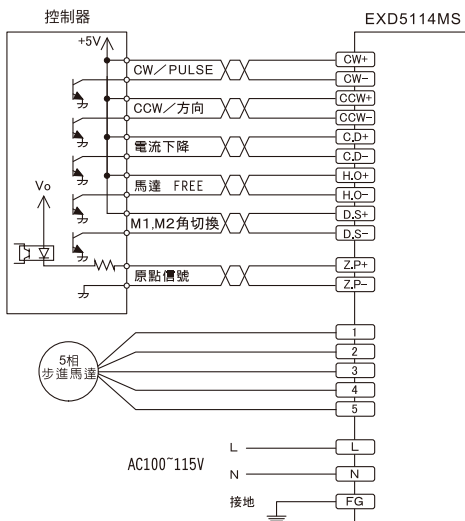 控制器
EXD5114MS
+5V
CW/PULSE
CW+
CW-
CCW/方向
CCW+
CCW-
電流下降
C.D+
C.D-
Vo
馬達 FREE
H.O+
H.O-
M1,M2角切換
D.S+
D.S-
原點信號
Z.P+
Z.P-
5相
步進馬達
1
2
3
4
5
AC100~115V
L
L
N
N
接地
FG